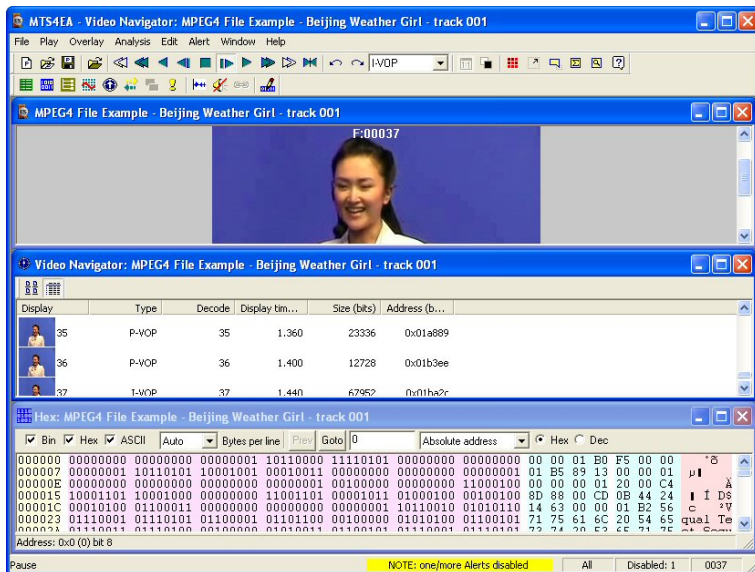 MTS4EA - Video Navigator: MPEG4 File Example - Beijing Weather Girl - track 001
File Play Overlay Analysis Edit Alert Window Help
I-VOP
MPEG4 File Example - Beijing Weather Girl - track 001
F:00037
Video Navigator: MPEG4 File Example - Beijing Weather Girl - track 001
Display Type Decode Display tim... Size (bits) Address (b...
35 P-VOP 35 1.360 23336 0x01a889
36 P-VOP 36 1.400 12728 0x01b3ee
37 I-VOP 37 1.440 67952 0x01ba2c
Hex: MPEG4 File Example - Beijing Weather Girl - track 001
Bin Hex ASCII Auto Bytes per line Prev Goto 0 Absolute address Hex Dec
000000 00000000 00000000 00000001 10110000 11110101 00000000 00000000 00 00 01 B0 F5 00 00 °õ
000007 00000001 10110101 10001001 00010011 00000000 00000000 00000001 01 B5 89 13 00 00 01 µ
00000E 00000000 00000000 00000000 00000001 00100000 00000000 11000100 00 00 00 01 20 00 C4 Ä
000015 10001101 10001000 00000000 11001101 00001011 01000100 00100100 8D 88 00 CD 0B 44 24 Í D$
00001C 00010100 01100011 00000000 00000000 00000001 10110010 01010110 14 63 00 00 01 B2 56 c ²V
000023 01110001 01110101 01100001 01101100 00100000 01010100 01100101 71 75 61 6C 20 54 65 qual Te
Address: 0x0 (0) bit 8
Pause NOTE: one/more Alerts disabled All Disabled: 1 0037